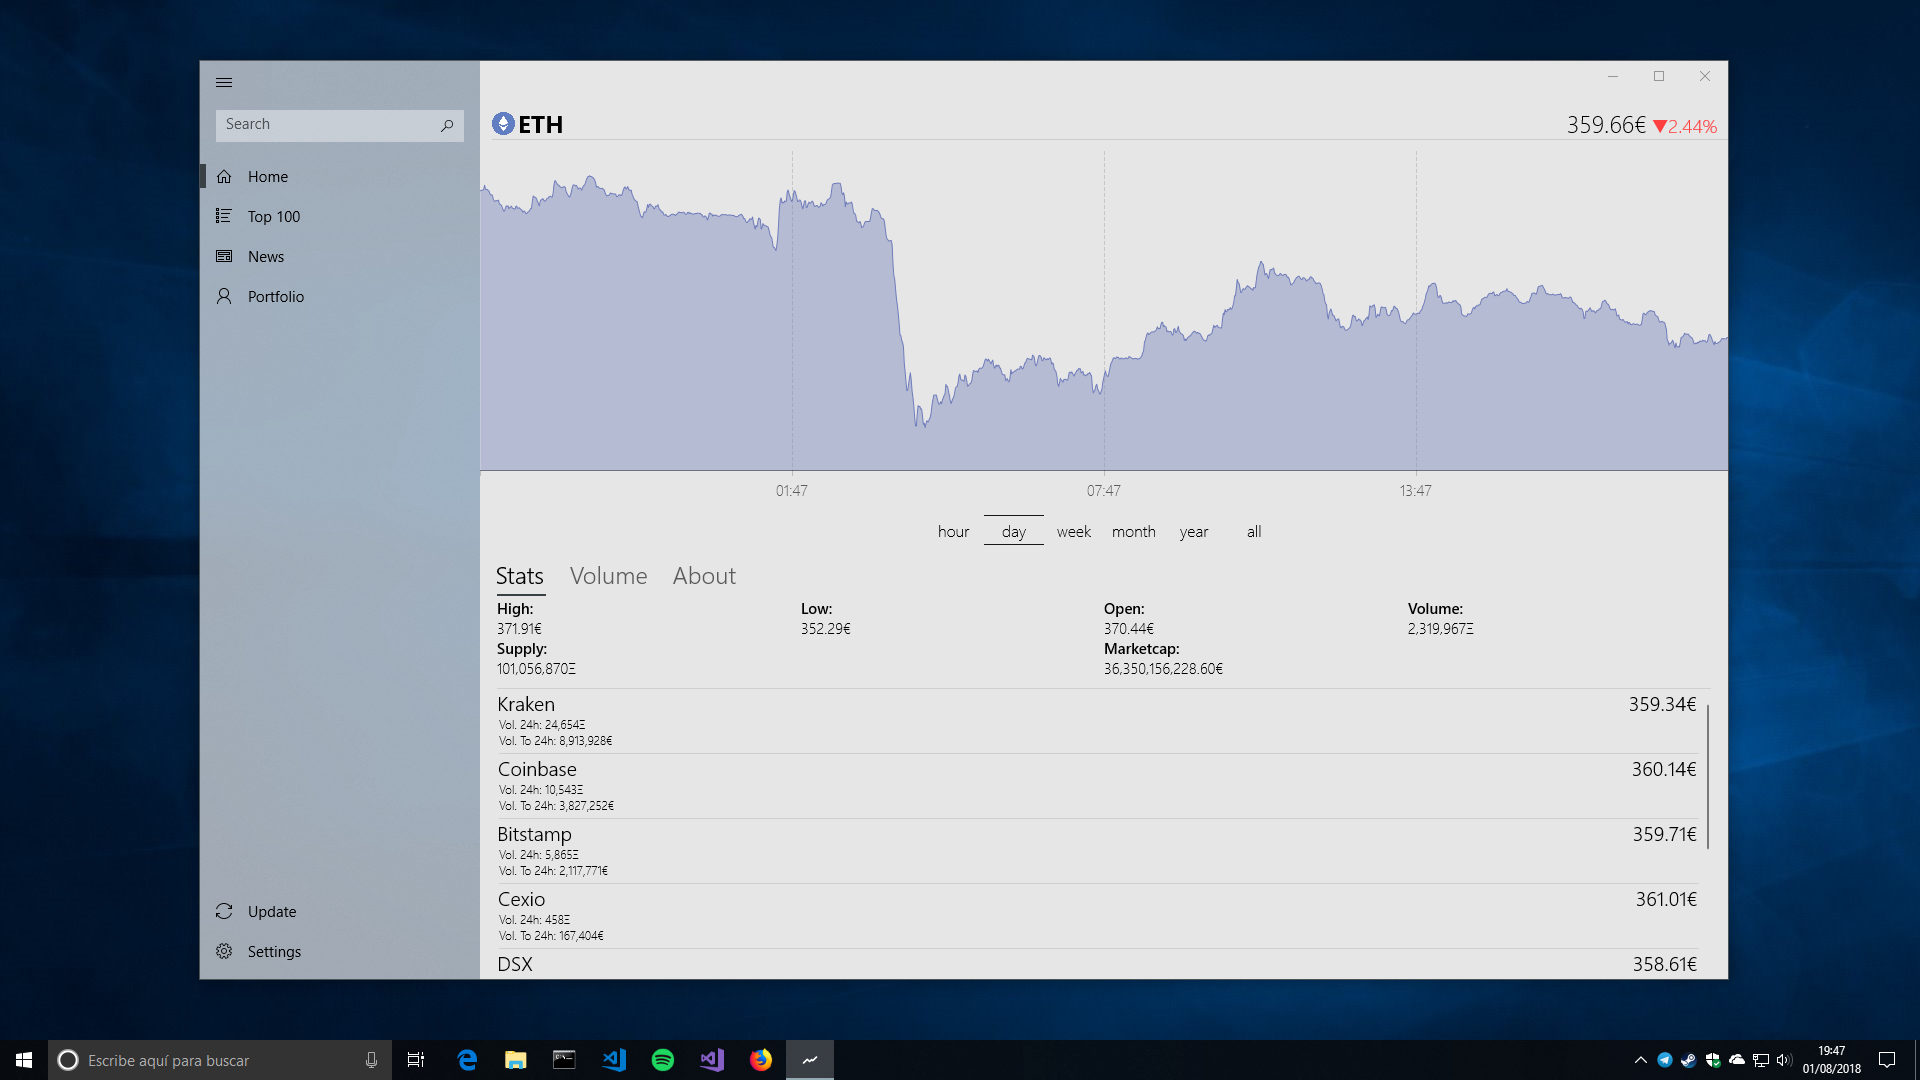 Search
Home
Top 100
News
Portfolio
Update
Settings
ETH
359.66€ ▼2.44%
01:47 07:47 13:47
hour day week month year all
Stats Volume About
High: Low: Open: Volume:
371.91€ 352.29€ 370.44€ 2,319,967Ξ
Supply: Marketcap:
101,056,870Ξ 36,350,156,228.60€
Kraken 359.34€
Vol. 24h: 24,654Ξ
Vol. To 24h: 8,913,928€
Coinbase 360.14€
Vol. 24h: 10,543Ξ
Vol. To 24h: 3,827,252€
Bitstamp 359.71€
Vol. 24h: 5,865Ξ
Vol. To 24h: 2,117,771€
Cexio 361.01€
Vol. 24h: 458Ξ
Vol. To 24h: 167,404€
DSX 358.61€
Escribe aquí para buscar
19:47
01/08/2018